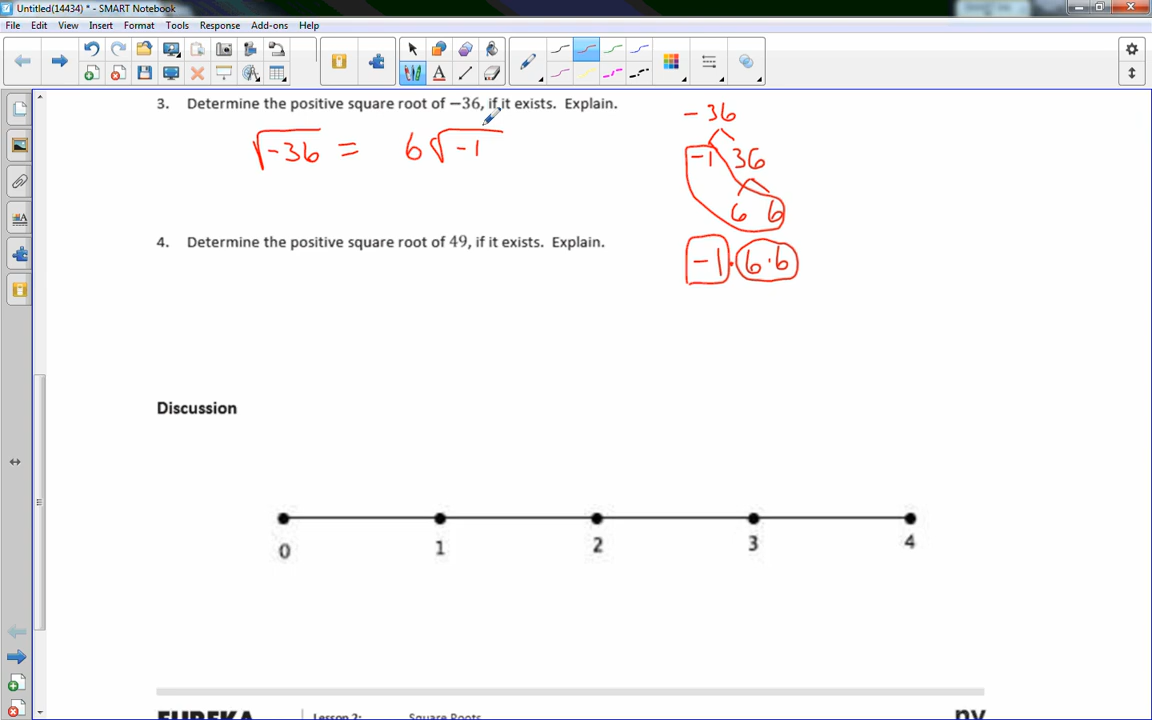 Untitled(14434) * - SMART Notebook
File Edit View Insert Format Tools Response Add-ons Help
3. Determine the positive square root of −36, if it exists. Explain.
√-36 = 6√-1
-36
-1 36
6 6
-1 · 6·6
4. Determine the positive square root of 49, if it exists. Explain.
Discussion
0 1 2 3 4
EUREKA Lesson 2: Square Roots ny